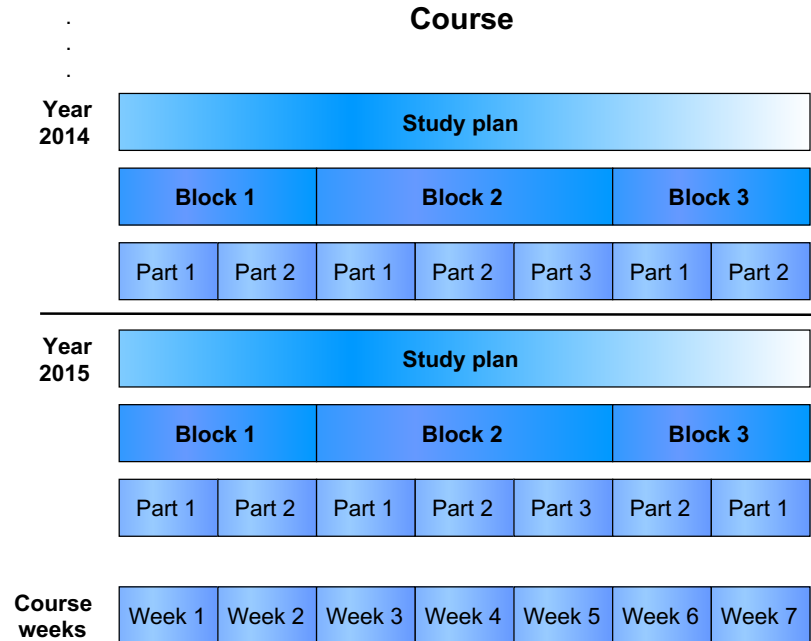 Course
.
.
.
Year
2014
Study plan
Block 1 Block 2 Block 3
Part 1 Part 2 Part 1 Part 2 Part 3 Part 1 Part 2
Year
2015
Study plan
Block 1 Block 2 Block 3
Part 1 Part 2 Part 1 Part 2 Part 3 Part 2 Part 1
Course
weeks
Week 1 Week 2 Week 3 Week 4 Week 5 Week 6 Week 7